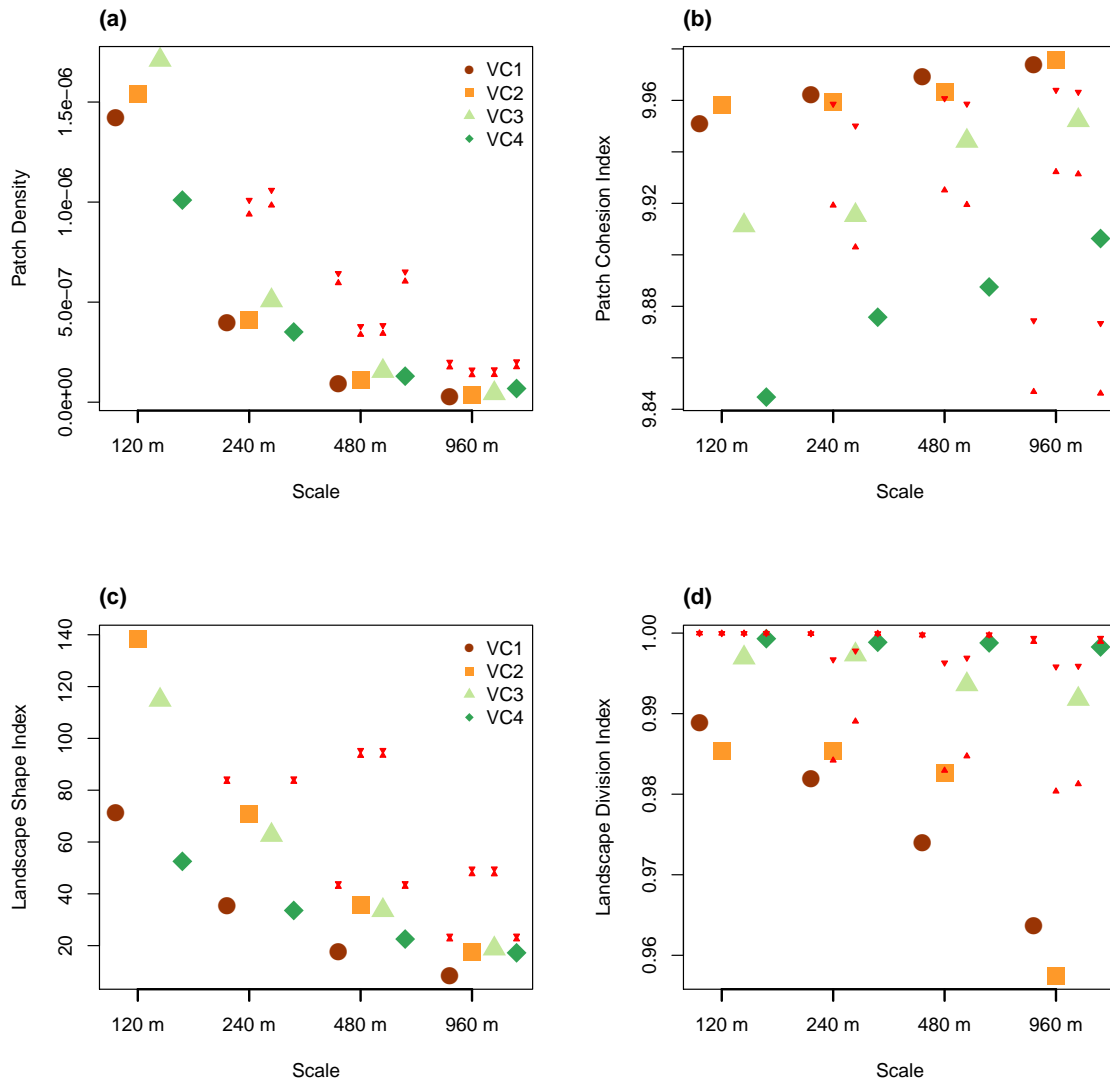 (a)
Patch Density
0.0e+00
5.0e−07
1.0e−06
1.5e−06
VC1
VC2
VC3
VC4
120 m
240 m
480 m
960 m
Scale
(b)
Patch Cohesion Index
9.84
9.88
9.92
9.96
120 m
240 m
480 m
960 m
Scale
(c)
Landscape Shape Index
20
40
60
80
100
120
140
VC1
VC2
VC3
VC4
120 m
240 m
480 m
960 m
Scale
(d)
Landscape Division Index
0.96
0.97
0.98
0.99
1.00
120 m
240 m
480 m
960 m
Scale